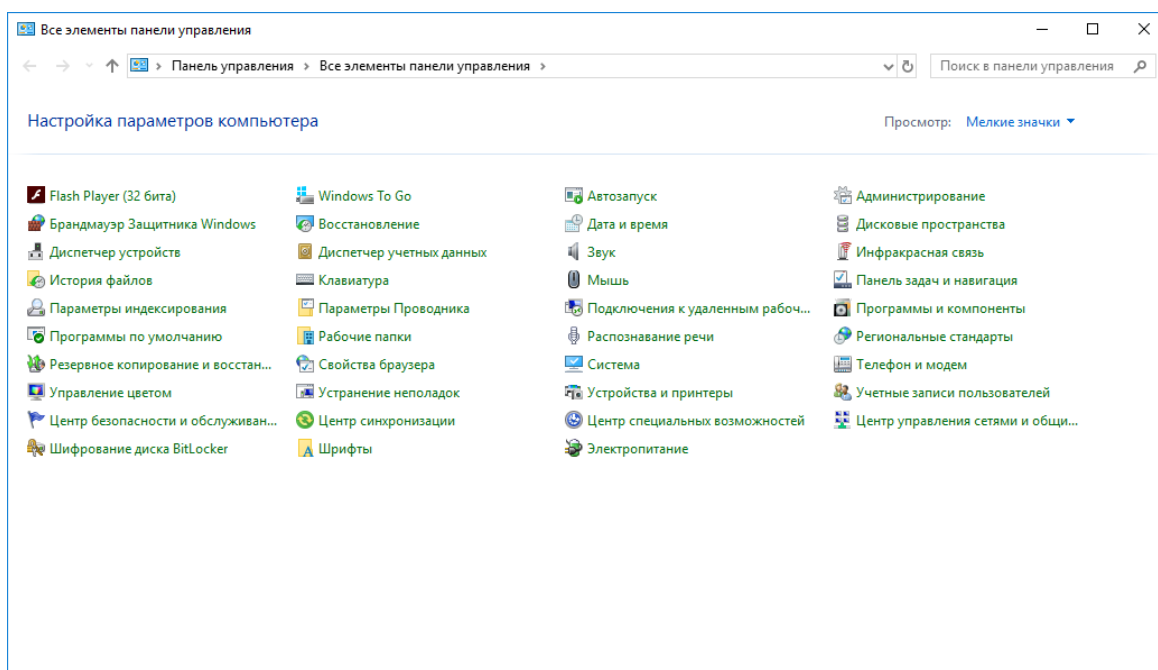 Все элементы панели управления
Панель управления > Все элементы панели управления >
Поиск в панели управления
Настройка параметров компьютера
Просмотр: Мелкие значки
Flash Player (32 бита)
Windows To Go
Автозапуск
Администрирование
Брандмауэр Защитника Windows
Восстановление
Дата и время
Дисковые пространства
Диспетчер устройств
Диспетчер учетных данных
Звук
Инфракрасная связь
История файлов
Клавиатура
Мышь
Панель задач и навигация
Параметры индексирования
Параметры Проводника
Подключения к удаленным рабоч...
Программы и компоненты
Программы по умолчанию
Рабочие папки
Распознавание речи
Региональные стандарты
Резервное копирование и восстан...
Свойства браузера
Система
Телефон и модем
Управление цветом
Устранение неполадок
Устройства и принтеры
Учетные записи пользователей
Центр безопасности и обслуживан...
Центр синхронизации
Центр специальных возможностей
Центр управления сетями и общи...
Шифрование диска BitLocker
Шрифты
Электропитание